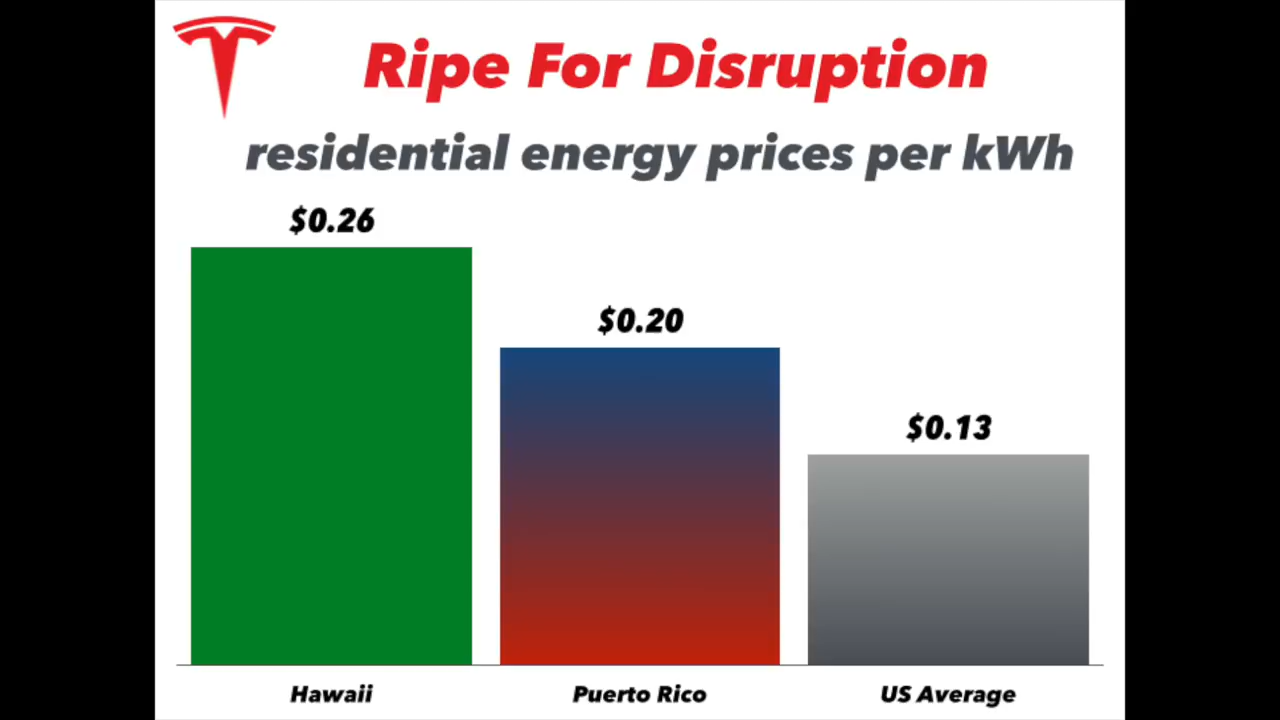 Ripe For Disruption
residential energy prices per kWh
$0.26
$0.20
$0.13
Hawaii
Puerto Rico
US Average